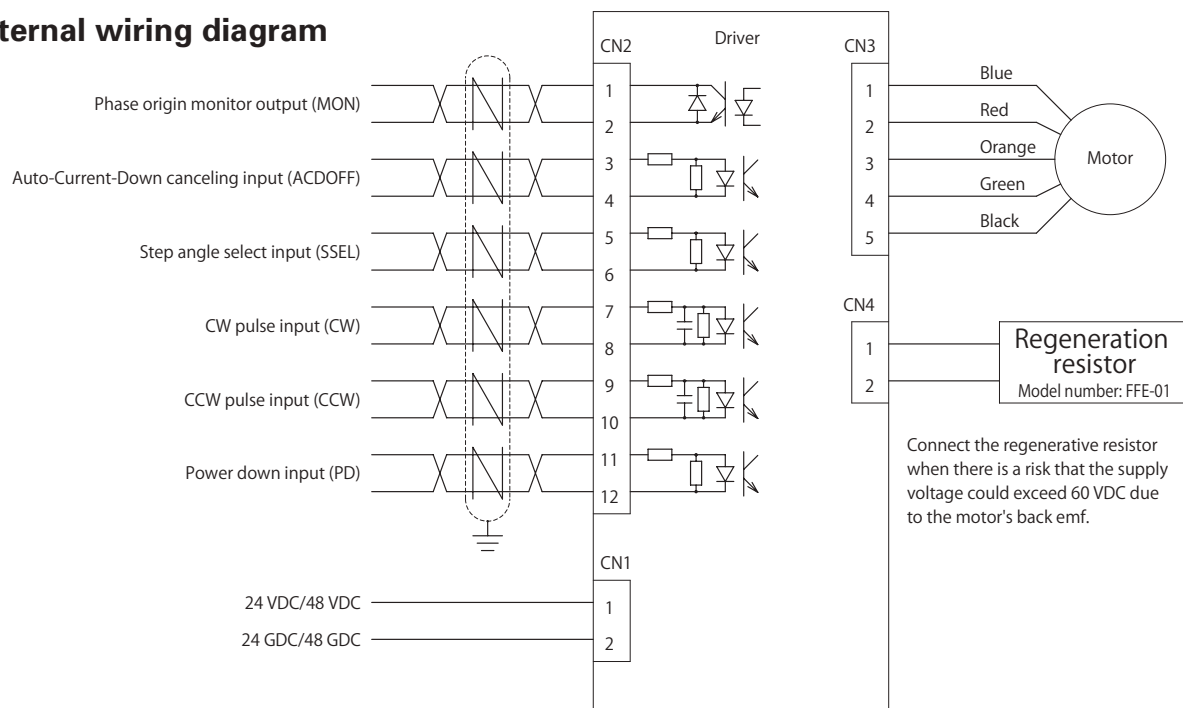 ternal wiring diagram
Driver
CN2
1
2
3
4
5
6
7
8
9
10
11
12
Phase origin monitor output (MON)
Auto-Current-Down canceling input (ACDOFF)
Step angle select input (SSEL)
CW pulse input (CW)
CCW pulse input (CCW)
Power down input (PD)
CN1
1
2
24 VDC/48 VDC
24 GDC/48 GDC
CN3
1
2
3
4
5
Blue
Red
Orange
Green
Black
Motor
CN4
1
2
Regeneration
resistor
Model number: FFE-01
Connect the regenerative resistor
when there is a risk that the supply
voltage could exceed 60 VDC due
to the motor's back emf.